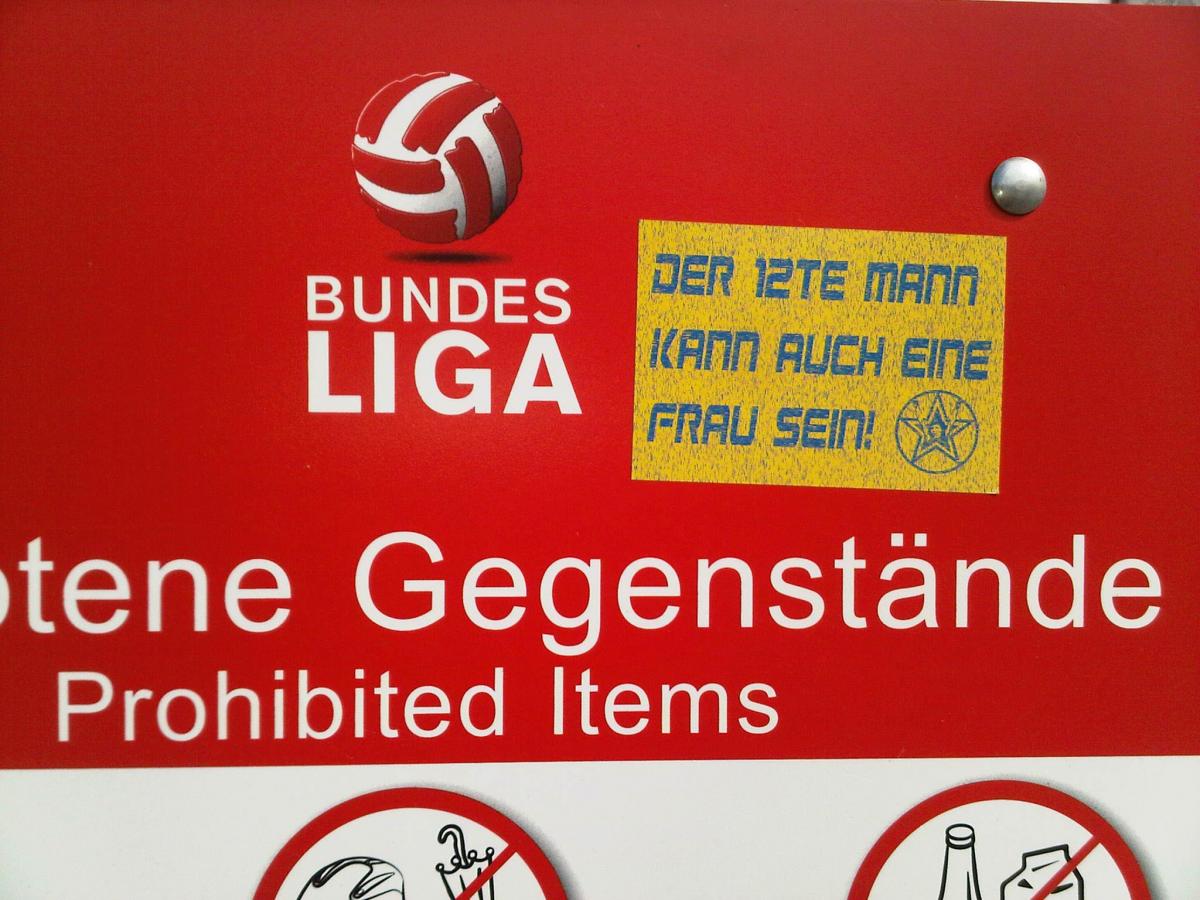 BUNDES
LIGA
DER 12TE MANN
KANN AUCH EINE
FRAU SEIN!
otene Gegenstände
Prohibited Items